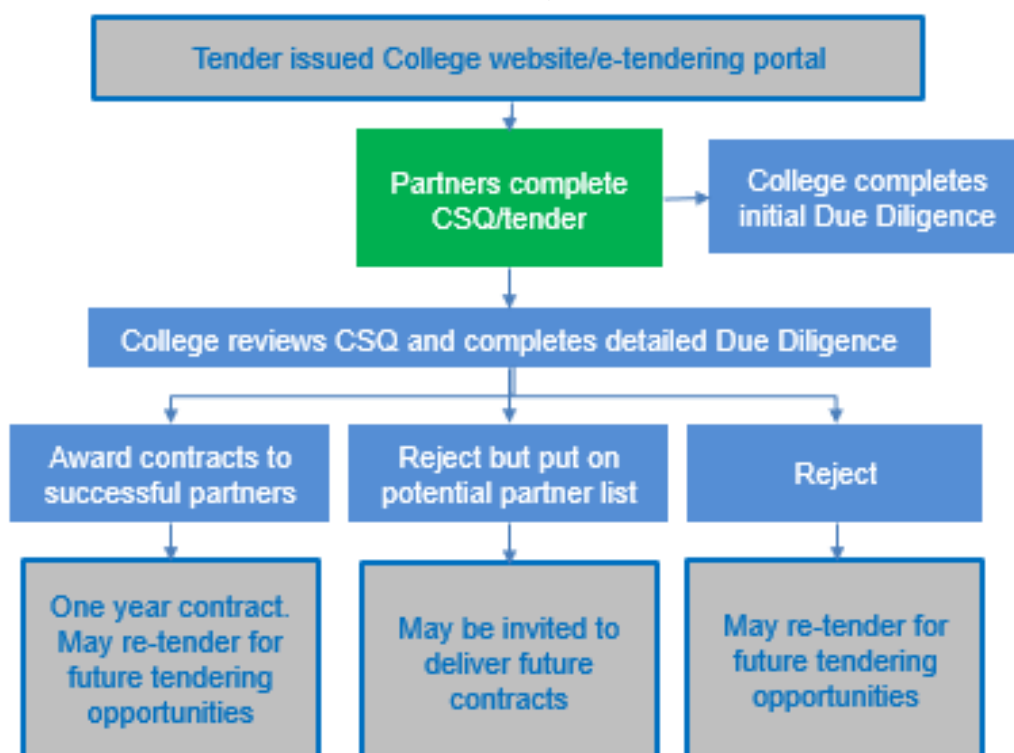 Tender issued College website/e-tendering portal
Partners complete
CSQ/tender
College completes
initial Due Diligence
College reviews CSQ and completes detailed Due Diligence
Award contracts to
successful partners
Reject but put on
potential partner list
Reject
One year contract.
May re-tender for
future tendering
opportunities
May be invited to
deliver future
contracts
May re-tender for
future tendering
opportunities